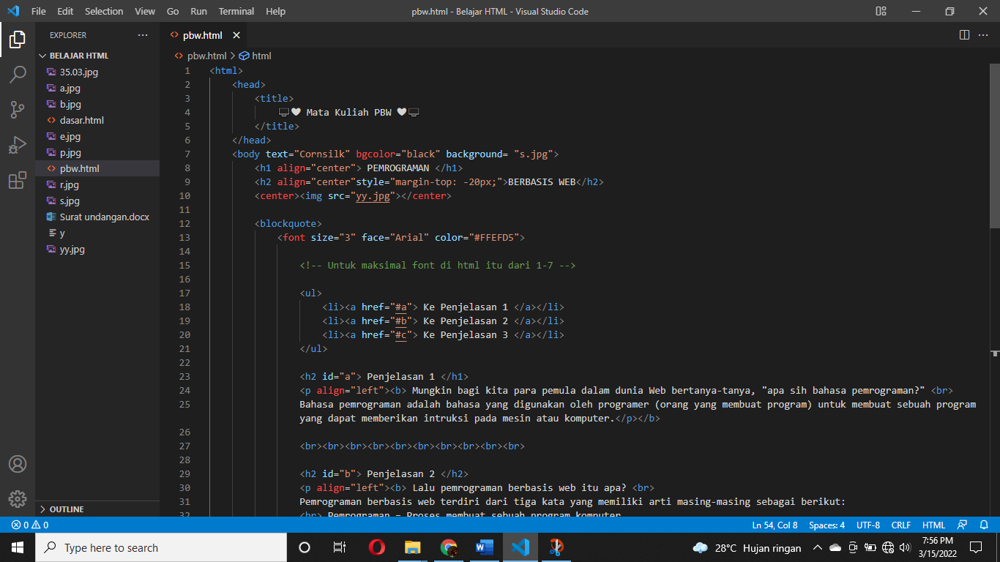 File Edit Selection View Go Run Terminal Help pbw.html - Belajar HTML - Visual Studio Code
EXPLORER
BELAJAR HTML
35.03.jpg
a.jpg
b.jpg
dasar.html
e.jpg
p.jpg
pbw.html
r.jpg
s.jpg
Surat undangan.docx
y
yy.jpg
OUTLINE
pbw.html
pbw.html > html
1 <html>
2 <head>
3 <title>
4 🖥🖤 Mata Kuliah PBW 🖤🖥
5 </title>
6 </head>
7 <body text="Cornsilk" bgcolor="black" background= "s.jpg">
8 <h1 align="center"> PEMROGRAMAN </h1>
9 <h2 align="center"style="margin-top: -20px;">BERBASIS WEB</h2>
10 <center><img src="yy.jpg"></center>
11
12 <blockquote>
13 <font size="3" face="Arial" color="#FFEFD5">
14
15 <!-- Untuk maksimal font di html itu dari 1-7 -->
16
17 <ul>
18 <li><a href="#a"> Ke Penjelasan 1 </a></li>
19 <li><a href="#b"> Ke Penjelasan 2 </a></li>
20 <li><a href="#c"> Ke Penjelasan 3 </a></li>
21 </ul>
22
23 <h2 id="a"> Penjelasan 1 </h1>
24 <p align="left"><b> Mungkin bagi kita para pemula dalam dunia Web bertanya-tanya, "apa sih bahasa pemrograman?" <br>
25 Bahasa pemrograman adalah bahasa yang digunakan oleh programer (orang yang membuat program) untuk membuat sebuah program
yang dapat memberikan intruksi pada mesin atau komputer.</p></b>
26
27 <br><br><br><br><br><br><br><br><br><br>
28
29 <h2 id="b"> Penjelasan 2 </h2>
30 <p align="left"><b> Lalu pemrograman berbasis web itu apa? <br>
31 Pemrograman berbasis web terdiri dari tiga kata yang memiliki arti masing-masing sebagai berikut:
32 <br> Pemrograman = Proses membuat sebuah program komputer
0 0 Ln 54, Col 8 Spaces: 4 UTF-8 CRLF HTML
Type here to search
28°C Hujan ringan
7:56 PM
3/15/2022